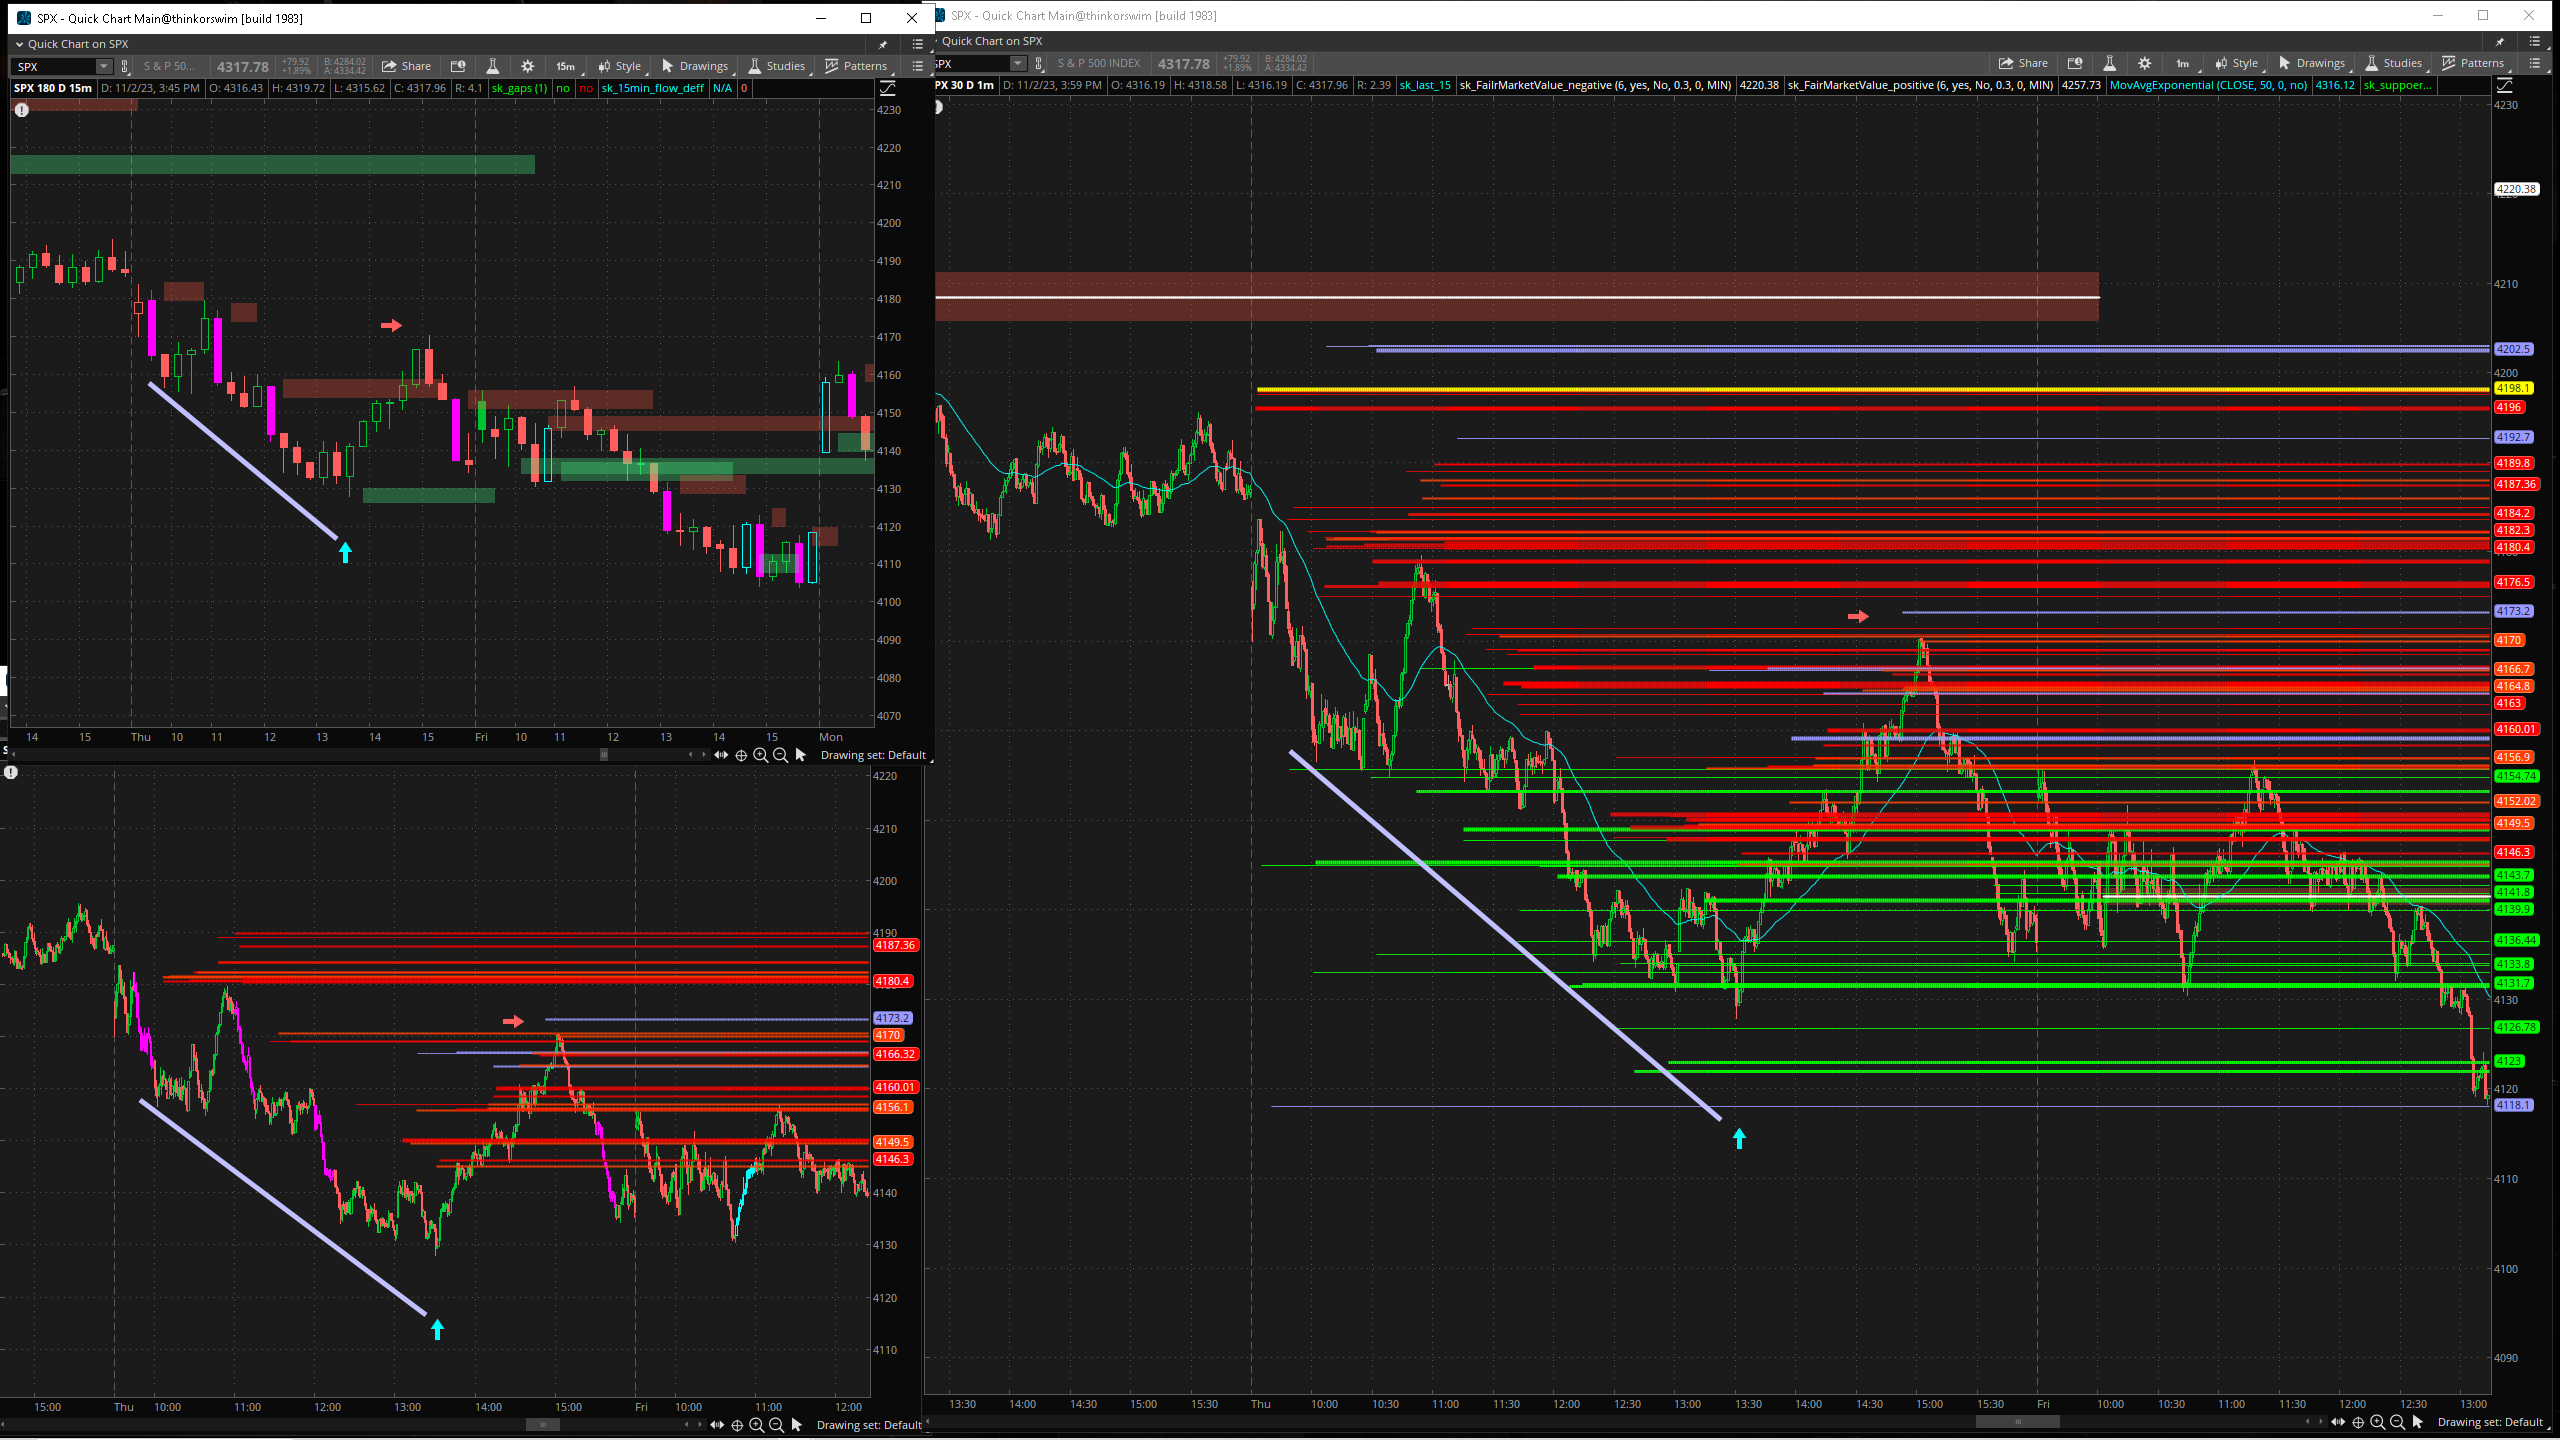 SPX - Quick Chart Main@thinkorswim [build 1983]
Quick Chart on SPX
SPX
S & P 50...
4317.78
+79.92
+1.89%
B: 4284.02
A: 4334.42
Share
15m
Style
Drawings
Studies
Patterns
SPX 180 D 15m
D: 11/2/23, 3:45 PM
O: 4316.43
H: 4319.72
L: 4315.62
C: 4317.96
R: 4.1
sk_gaps (1)
no
no
sk_15min_flow_deff
N/A
0
4230
4220
4210
4200
4190
4180
4170
4160
4150
4140
4130
4120
4110
4100
4090
4080
4070
14 15 Thu 10 11 12 13 14 15 Fri 10 11 12 13 14 15 Mon
Drawing set: Default
4220
4210
4200
4190
4187.36
4180.4
4173.2
4170
4166.32
4160.01
4156.1
4149.5
4146.3
4140
4130
4120
4110
15:00 Thu 10:00 11:00 12:00 13:00 14:00 15:00 Fri 10:00 11:00 12:00
Drawing set: Default
SPX - Quick Chart Main@thinkorswim [build 1983]
Quick Chart on SPX
SPX
S & P 500 INDEX
4317.78
+79.92
+1.89%
B: 4284.02
A: 4334.42
Share
1m
Style
Drawings
Studies
Patterns
PX 30 D 1m
D: 11/2/23, 3:59 PM
O: 4316.19
H: 4318.58
L: 4316.19
C: 4317.96
R: 2.39
sk_last_15
sk_FailrMarketValue_negative (6, yes, No, 0.3, 0, MIN)
4220.38
sk_FairMarketValue_positive (6, yes, No, 0.3, 0, MIN)
4257.73
MovAvgExponential (CLOSE, 50, 0, no)
4316.12
sk_suppoer...
4230
4220.38
4210
4202.5
4200
4198.1
4196
4192.7
4189.8
4187.36
4184.2
4182.3
4180.4
4176.5
4173.2
4170
4166.7
4164.8
4163
4160.01
4156.9
4154.74
4152.02
4149.5
4146.3
4143.7
4141.8
4139.9
4136.44
4133.8
4131.7
4130
4126.78
4123
4120
4118.1
4110
4100
4090
13:30 14:00 14:30 15:00 15:30 Thu 10:00 10:30 11:00 11:30 12:00 12:30 13:00 13:30 14:00 14:30 15:00 15:30 Fri 10:00 10:30 11:00 11:30 12:00 12:30 13:00
Drawing set: Default